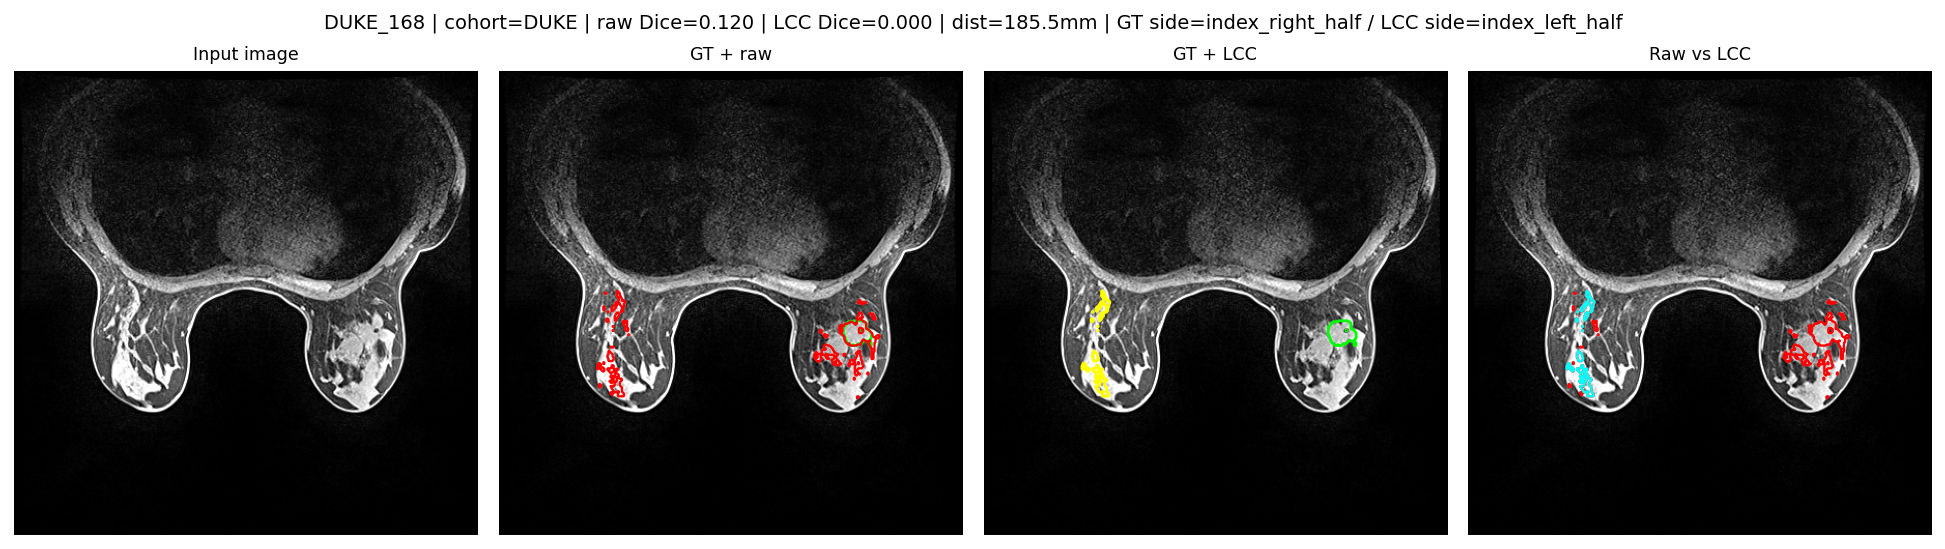 DUKE_168 | cohort=DUKE | raw Dice=0.120 | LCC Dice=0.000 | dist=185.5mm | GT side=index_right_half / LCC side=index_left_half
Input image
GT + raw
GT + LCC
Raw vs LCC